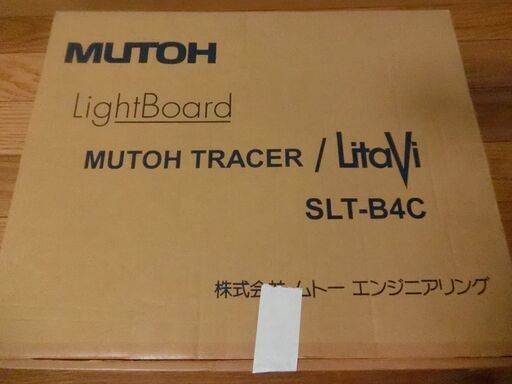 MUTOH
LightBoard
MUTOH TRACER / LitaVi
SLT-B4C
株式会 ムトー エンジニアリング